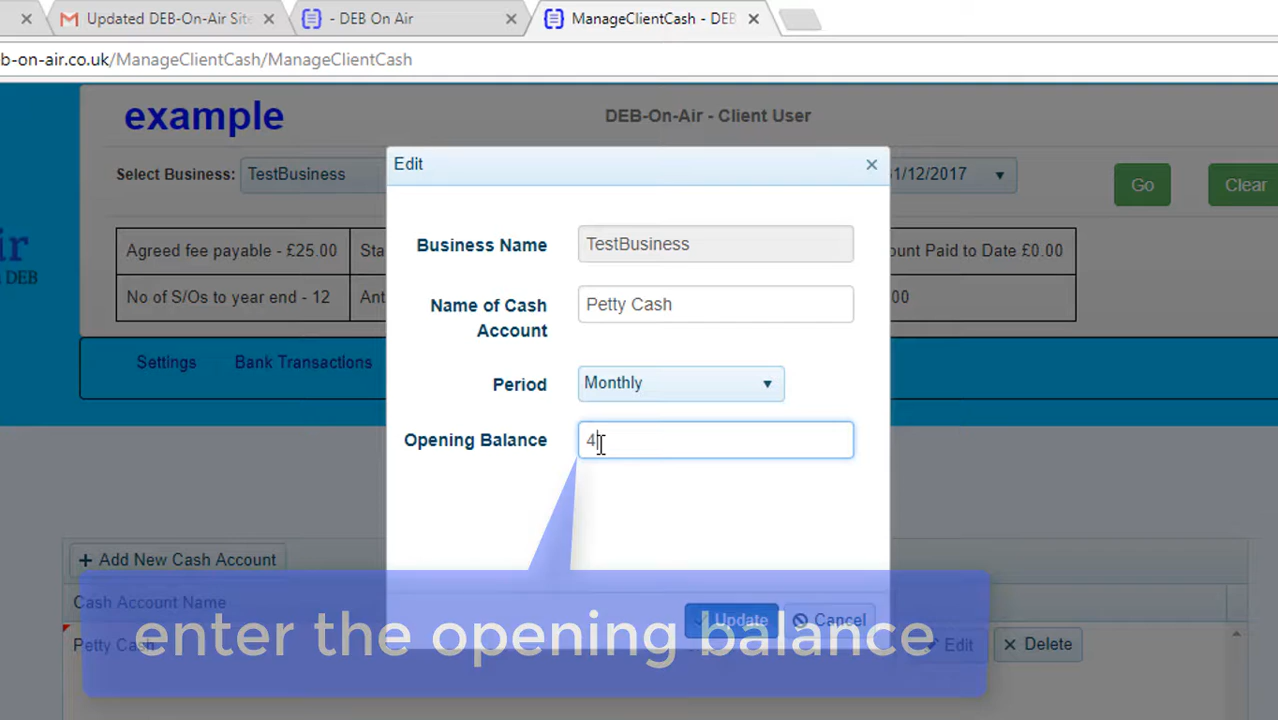 Updated DEB-On-Air Site
- DEB On Air
ManageClientCash - DEB
b-on-air.co.uk/ManageClientCash/ManageClientCash
example
DEB-On-Air - Client User
Select Business:
TestBusiness
1/12/2017
Go
Clear
ir
DEB
Agreed fee payable - £25.00
Sta
ount Paid to Date £0.00
No of S/Os to year end - 12
Ant
00
Settings
Bank Transactions
Edit
Business Name
TestBusiness
Name of Cash
Account
Petty Cash
Period
Monthly
Opening Balance
4
+ Add New Cash Account
Cash Account Name
Update
Cancel
Petty Cash
Edit
Delete
enter the opening balance